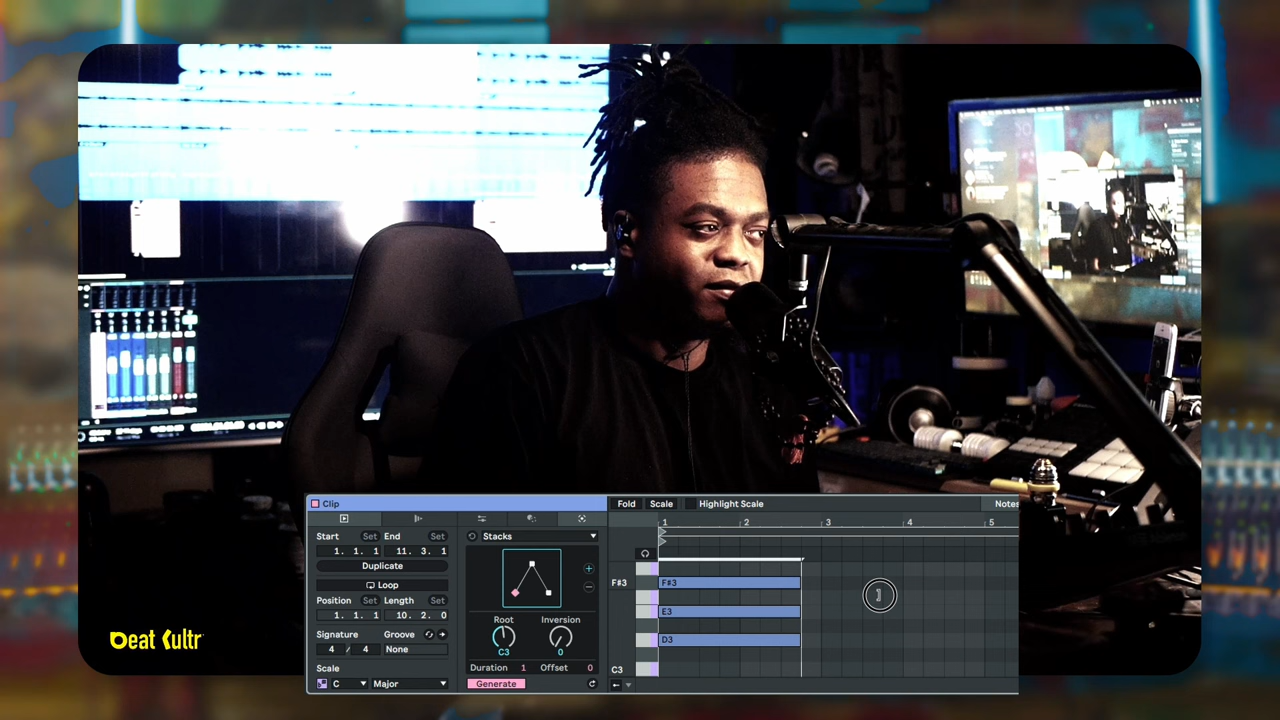 Clip
Fold Scale Highlight Scale Notes
Start Set End Set
1. 1. 1 11. 3. 1
Duplicate
Loop
Position Set Length Set
1. 1. 1 10. 2. 0
Signature Groove
4 / 4 None
Scale
C Major
Stacks
Root Inversion
C3 0
Duration 1 Offset 0
Generate
1 2 3 4 5
F#3 F#3
E3
D3
C3
Beat Kultr